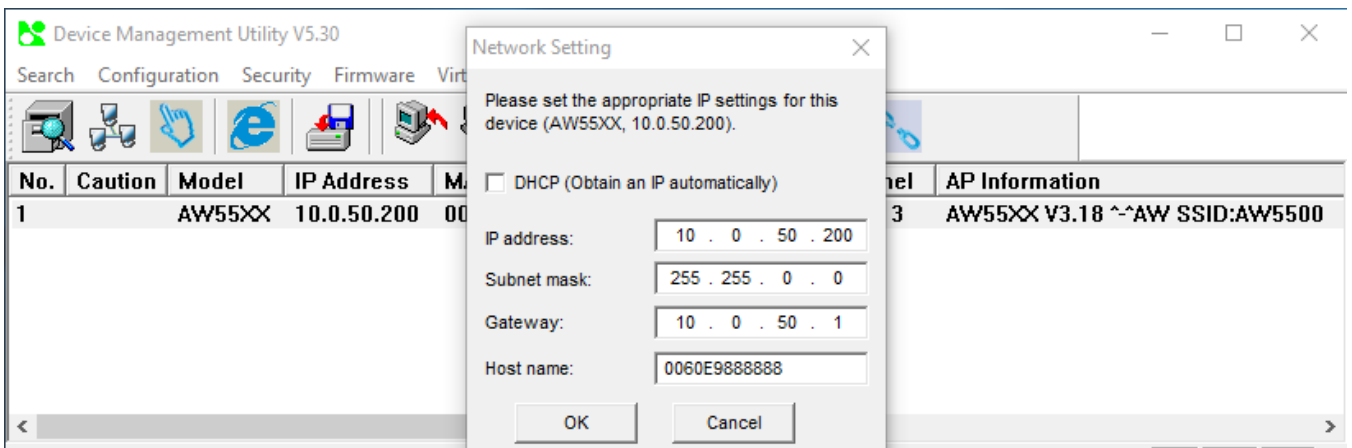 Device Management Utility V5.30
Search Configuration Security Firmware Virt
No. Caution Model IP Address MA nel AP Information
1 AW55XX 10.0.50.200 00 3 AW55XX V3.18 ^-^AW SSID:AW5500
Network Setting
Please set the appropriate IP settings for this
device (AW55XX, 10.0.50.200).
DHCP (Obtain an IP automatically)
IP address: 10 . 0 . 50 . 200
Subnet mask: 255 . 255 . 0 . 0
Gateway: 10 . 0 . 50 . 1
Host name: 0060E9888888
OK Cancel